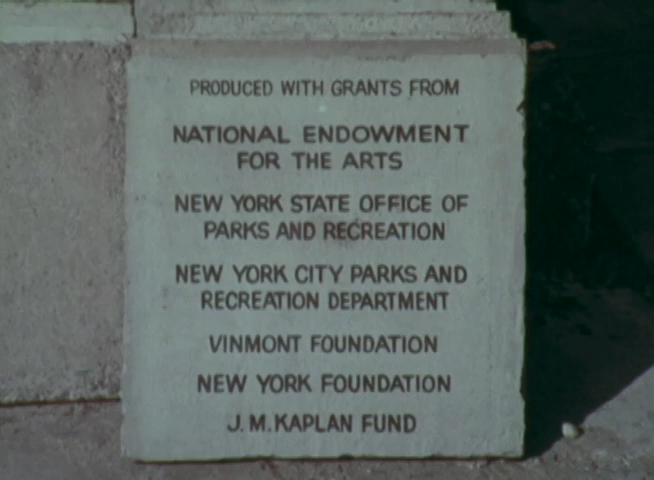 PRODUCED WITH GRANTS FROM
NATIONAL ENDOWMENT
FOR THE ARTS
NEW YORK STATE OFFICE OF
PARKS AND RECREATION
NEW YORK CITY PARKS AND
RECREATION DEPARTMENT
VINMONT FOUNDATION
NEW YORK FOUNDATION
J. M. KAPLAN FUND